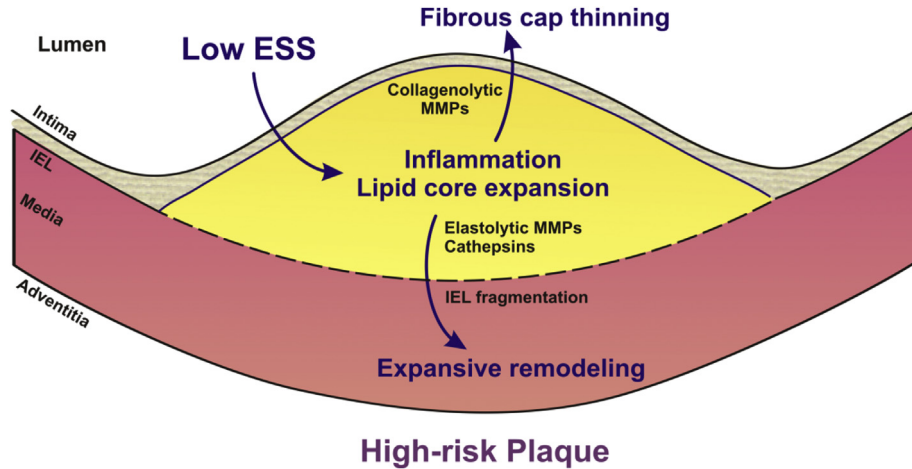 Fibrous cap thinning
Lumen
Low ESS
Collagenolytic
MMPs
Intima
IEL
Inflammation
Lipid core expansion
Media
Elastolytic MMPs
Cathepsins
Adventitia
IEL fragmentation
Expansive remodeling
High-risk Plaque